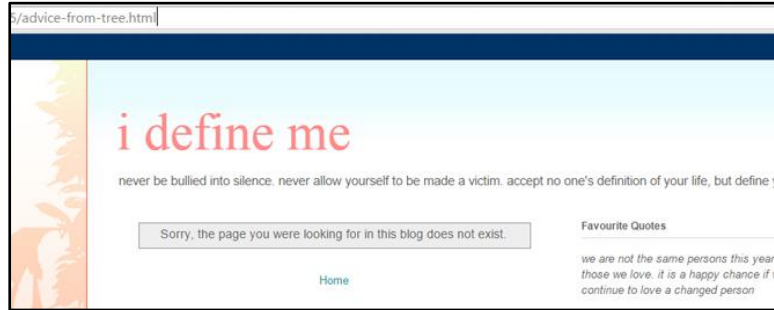 5/advice-from-tree.html
i define me
never be bullied into silence. never allow yourself to be made a victim. accept no one's definition of your life, but define
Sorry, the page you were looking for in this blog does not exist.
Home
Favourite Quotes
we are not the same persons this year
those we love. it is a happy chance if
continue to love a changed person